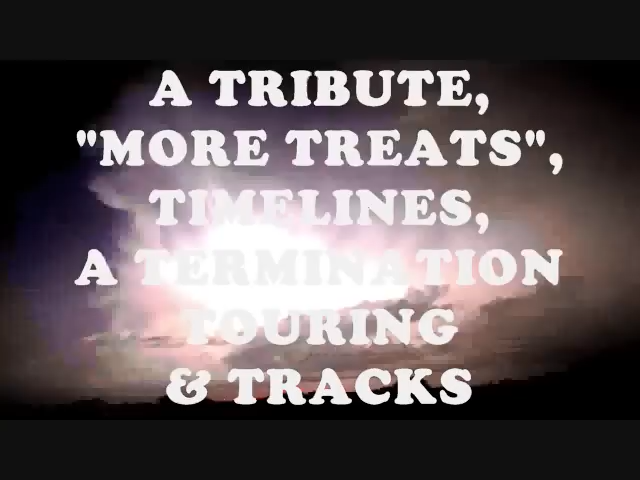 A TRIBUTE,
"MORE TREATS",
TIMELINES,
A TERMINATION
TOURING
& TRACKS